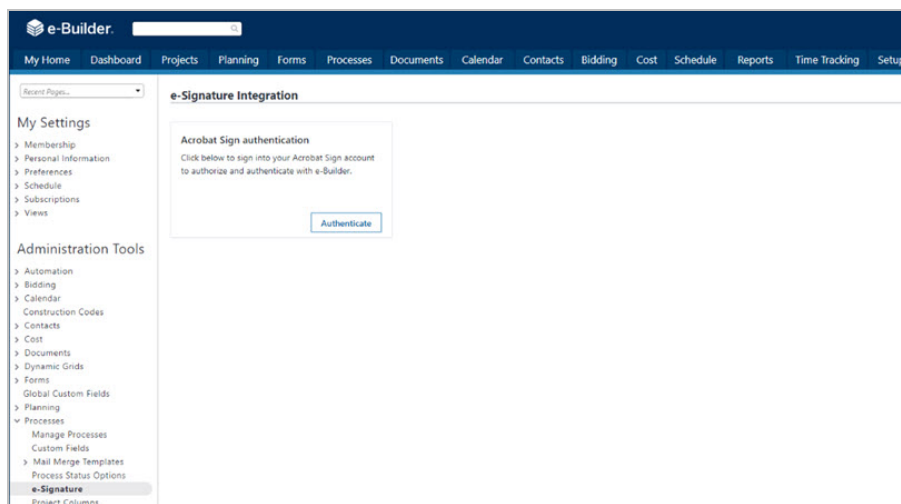 e-Builder.
My Home Dashboard Projects Planning Forms Processes Documents Calendar Contacts Bidding Cost Schedule Reports Time Tracking Setup
Recent Pages...
My Settings
Membership
Personal Information
Preferences
Schedule
Subscriptions
Views
Administration Tools
Automation
Bidding
Calendar
Construction Codes
Contacts
Cost
Documents
Dynamic Grids
Forms
Global Custom Fields
Planning
Processes
Manage Processes
Custom Fields
Mail Merge Templates
Process Status Options
e-Signature
Project Columns
e-Signature Integration
Acrobat Sign authentication
Click below to sign into your Acrobat Sign account
to authorize and authenticate with e-Builder.
Authenticate